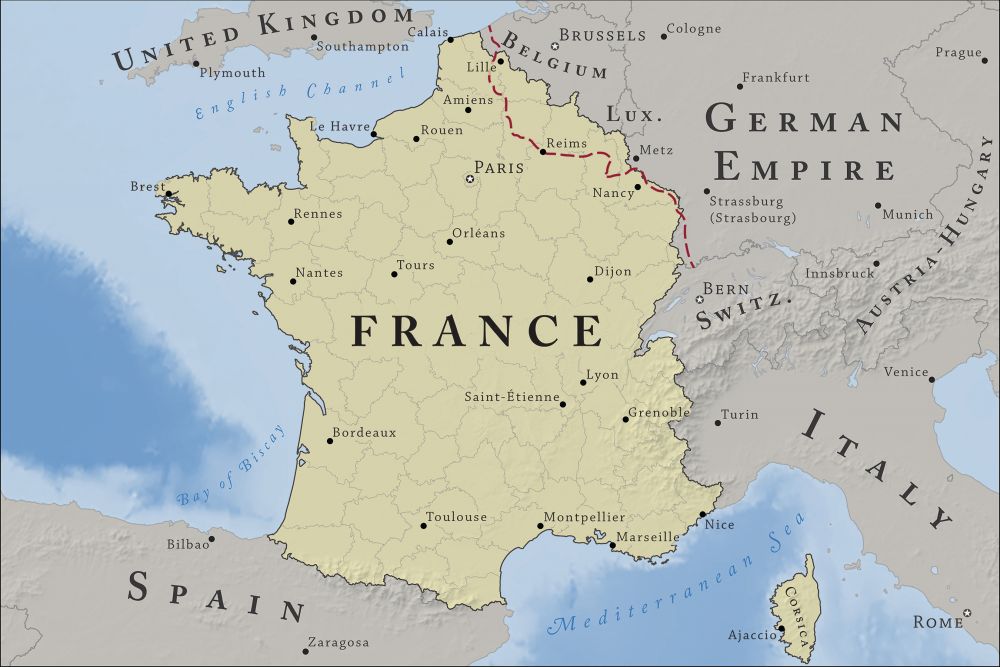 UNITED KINGDOM
Calais
BRUSSELS
Cologne
Southampton
BELGIUM
Prague
Plymouth
Lille
Frankfurt
English Channel
Amiens
LUX.
GERMAN
EMPIRE
Le Havre
Rouen
Reims
Metz
PARIS
Brest
Nancy
Strassburg
(Strasbourg)
Rennes
Munich
Orléans
AUSTRIA-HUNGARY
Nantes
Tours
Dijon
Innsbruck
BERN
SWITZ.
FRANCE
Venice
Lyon
Saint-Étienne
Grenoble
Turin
ITALY
Bordeaux
Bay of Biscay
Toulouse
Montpellier
Nice
Marseille
Bilbao
Mediterranean Sea
SPAIN
CORSICA
ROME
Ajaccio
Zaragosa